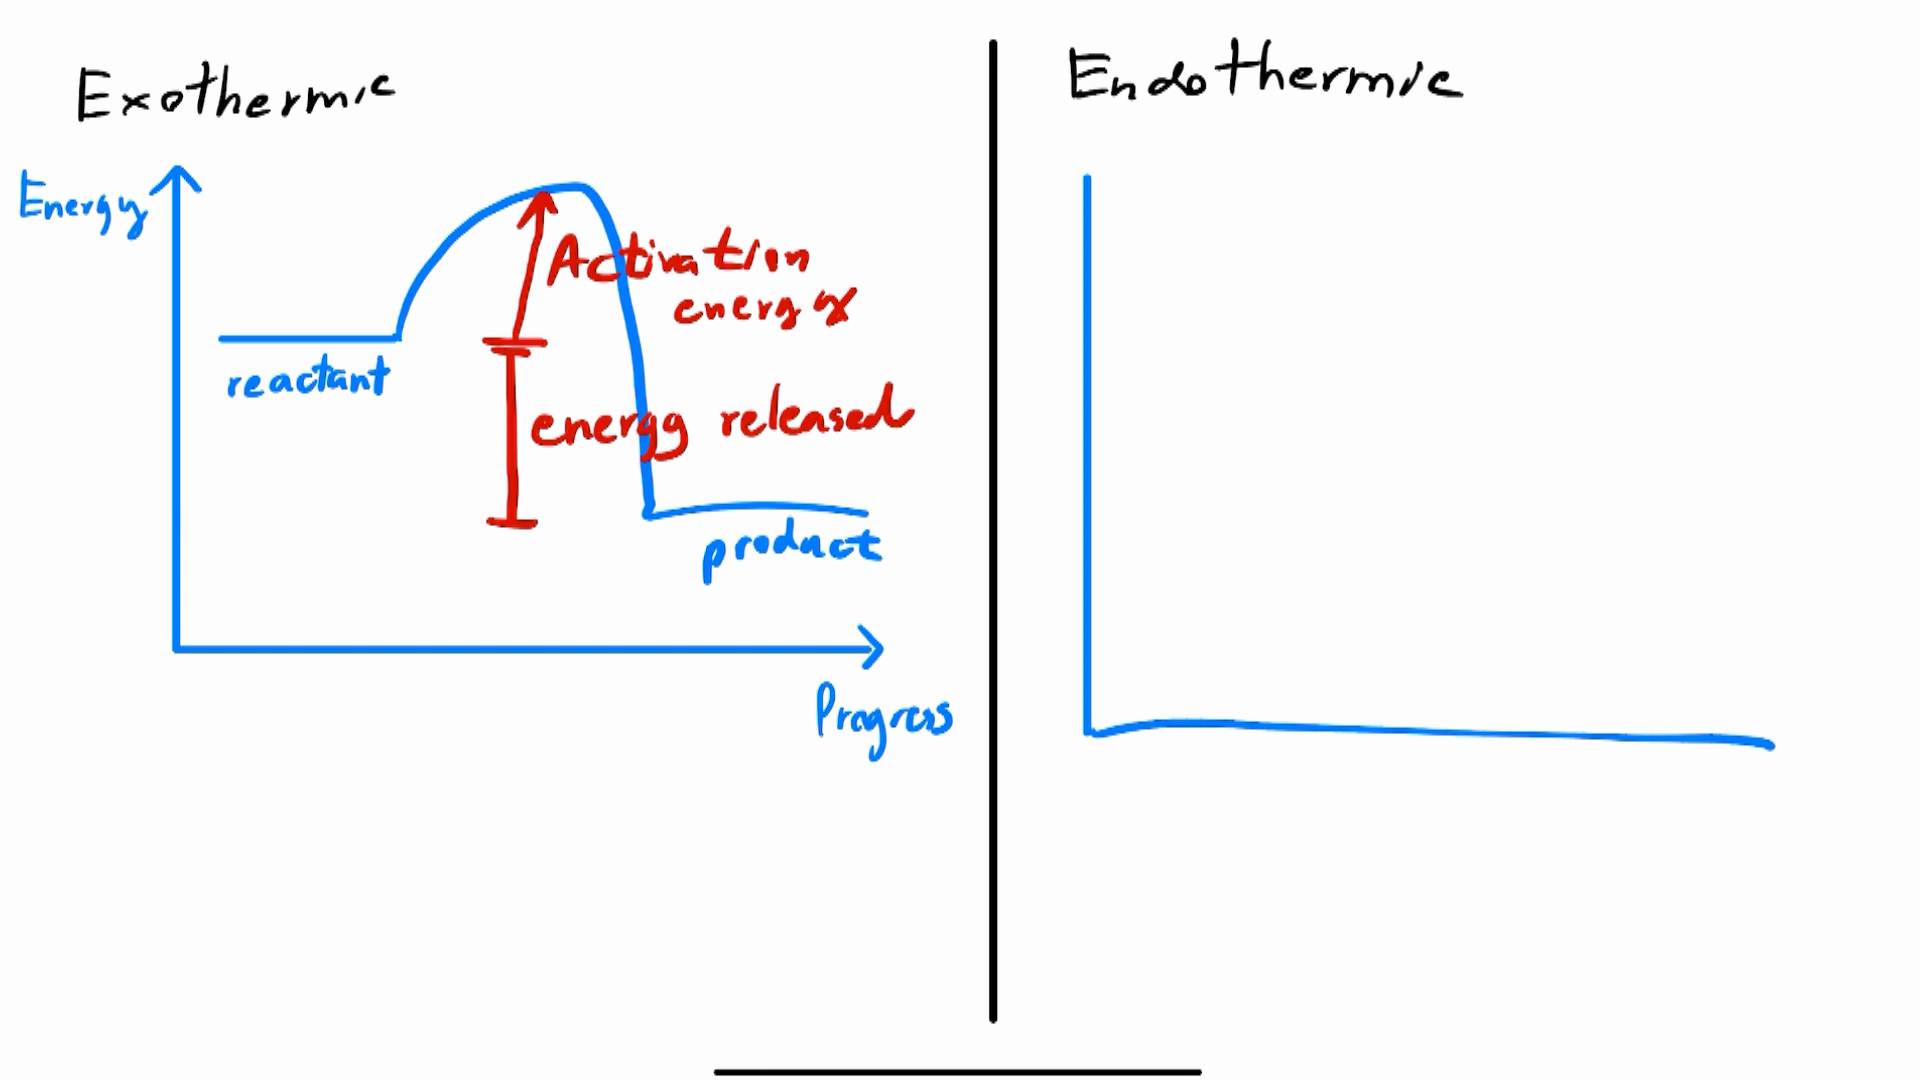 Exothermic
Energy
Activation
energy
reactant
energy released
product
Progress
Endothermic